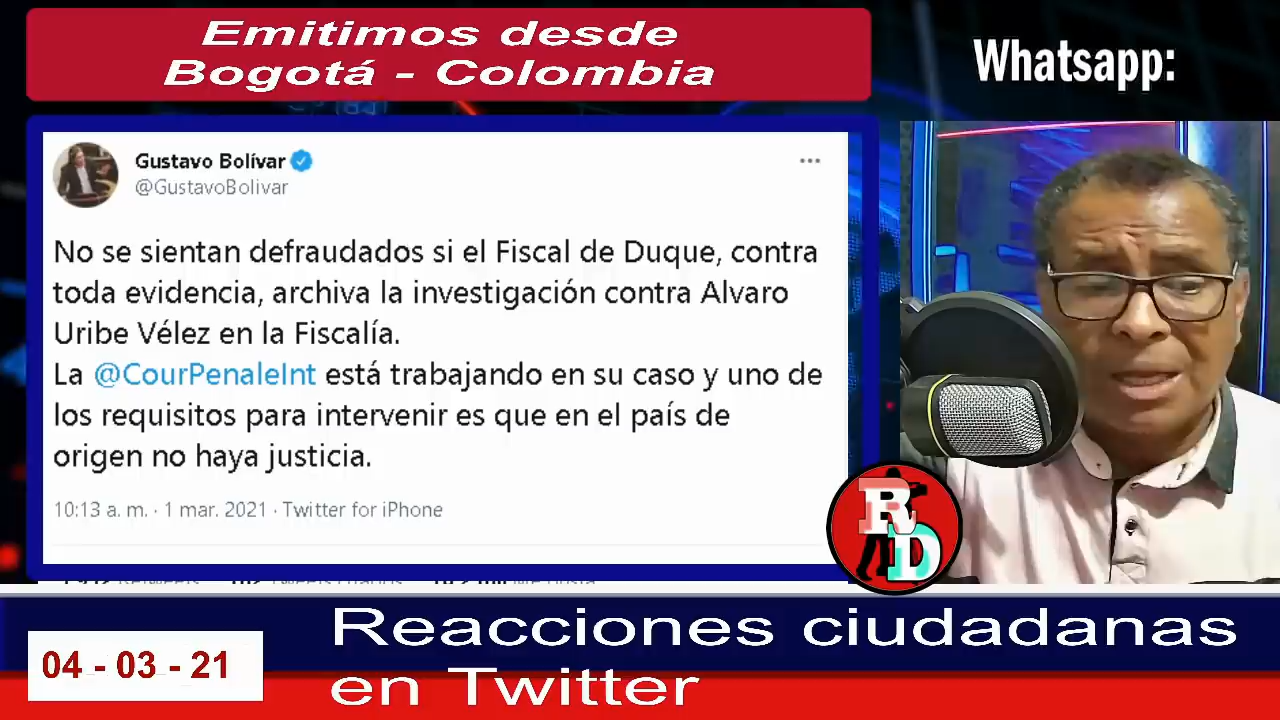 Emitimos desde
Bogotá - Colombia
Whatsapp:
Gustavo Bolívar
@GustavoBolivar
No se sientan defraudados si el Fiscal de Duque, contra
toda evidencia, archiva la investigación contra Alvaro
Uribe Vélez en la Fiscalía.
La @CourPenaleInt está trabajando en su caso y uno de
los requisitos para intervenir es que en el país de
origen no haya justicia.
10:13 a. m. · 1 mar. 2021 · Twitter for iPhone
RD
Reacciones ciudadanas
en Twitter
04 - 03 - 21